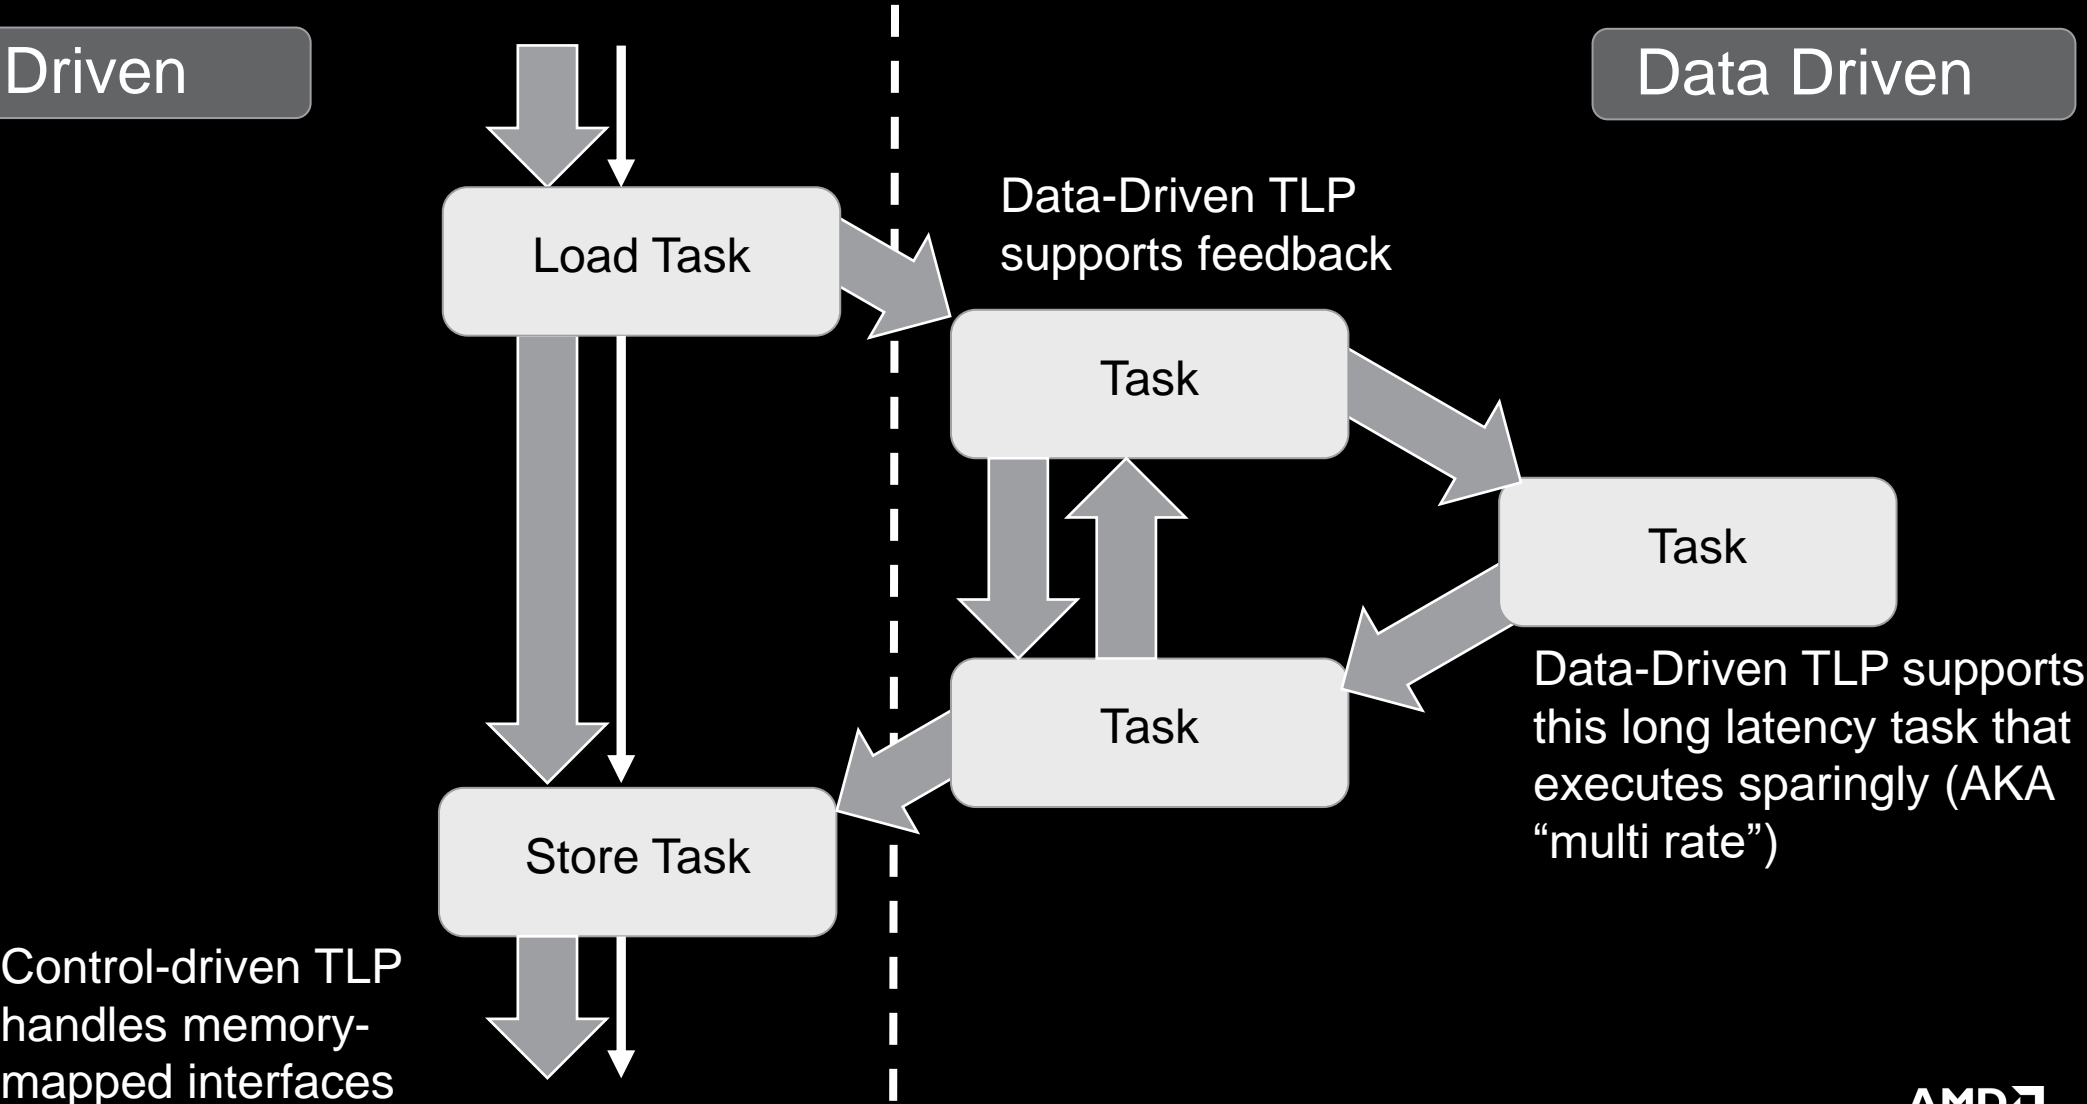 Driven
Data Driven
Data-Driven TLP
supports feedback
Load Task
Task
Task
Task
Data-Driven TLP supports
this long latency task that
executes sparingly (AKA
“multi rate”)
Store Task
Control-driven TLP
handles memory-
mapped interfaces
AMD